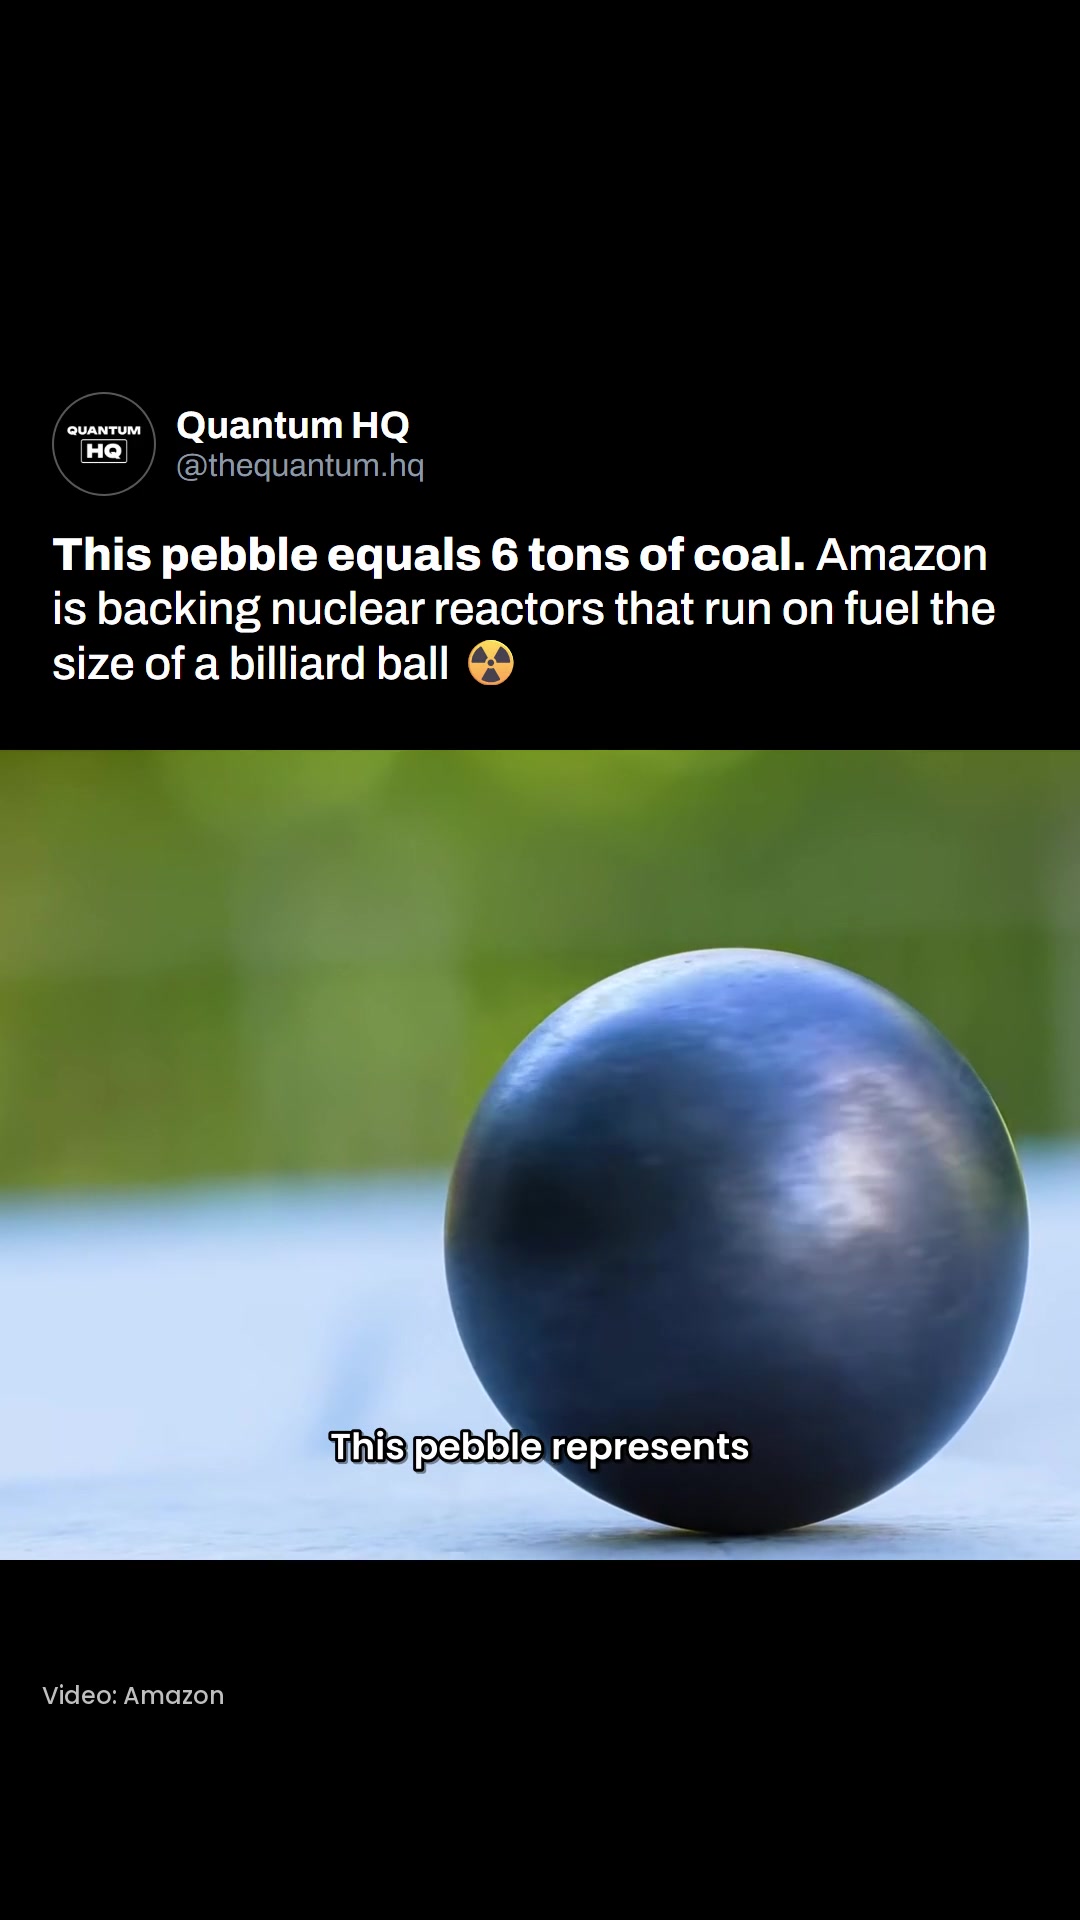 QUANTUM
HQ
Quantum HQ
@thequantum.hq
This pebble equals 6 tons of coal. Amazon
is backing nuclear reactors that run on fuel the
size of a billiard ball ☢️
This pebble represents
Video: Amazon